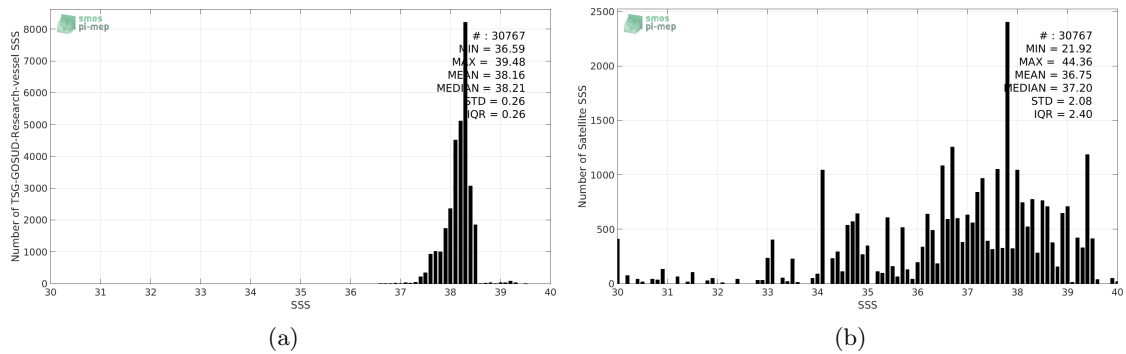 smos
pi-mep
# : 30767
MIN = 36.59
MAX = 39.48
MEAN = 38.16
MEDIAN = 38.21
STD = 0.26
IQR = 0.26
Number of TSG-GOSUD-Research-vessel SSS
8000
7000
6000
5000
4000
3000
2000
1000
0
30 31 32 33 34 35 36 37 38 39 40
SSS
(a)
smos
pi-mep
# : 30767
MIN = 21.92
MAX = 44.36
MEAN = 36.75
MEDIAN = 37.20
STD = 2.08
IQR = 2.40
Number of Satellite SSS
2500
2000
1500
1000
500
0
30 31 32 33 34 35 36 37 38 39 40
SSS
(b)